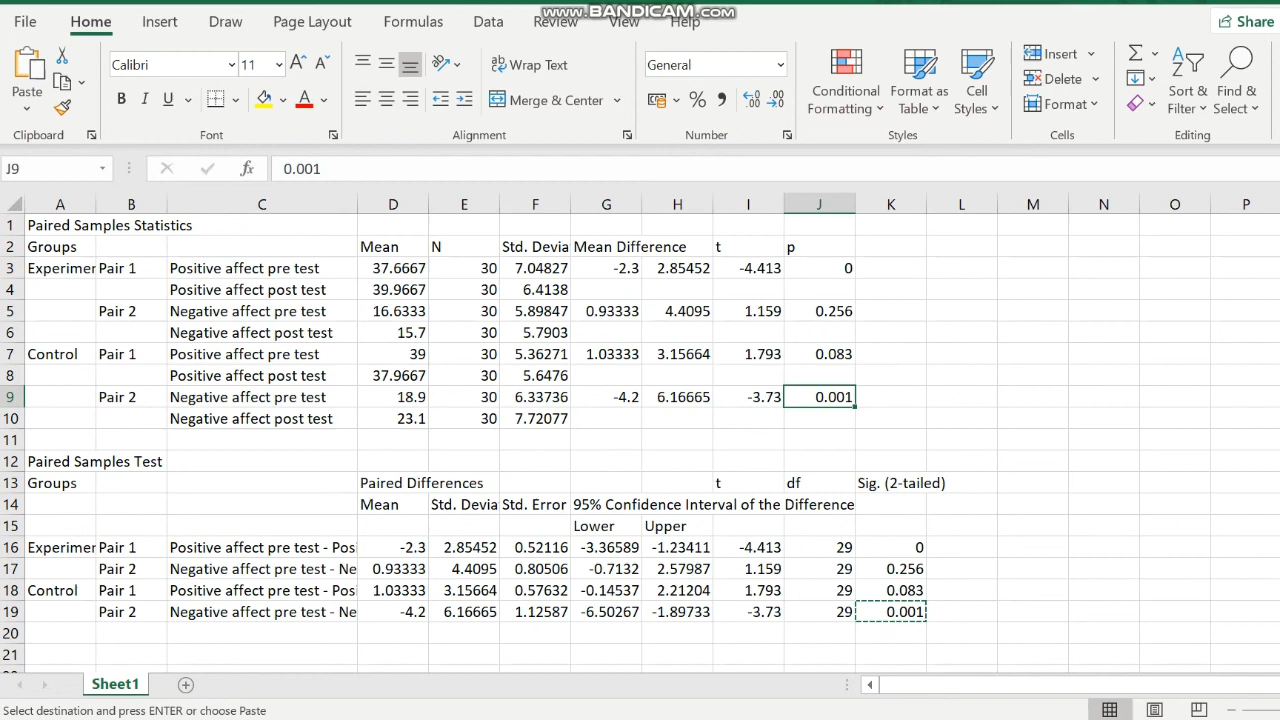 www.BANDICAM.com
File Home Insert Draw Page Layout Formulas Data Review View Help Share
Paste
Calibri 11
B I U
Wrap Text
Merge & Center
General
Conditional Formatting
Format as Table
Cell Styles
Insert
Delete
Format
Sort & Filter
Find & Select
Clipboard Font Alignment Number Styles Cells Editing
J9 fx 0.001
A B C D E F G H I J K L M N O P
1 Paired Samples Statistics
2 Groups Mean N Std. Devia Mean Difference t p
3 Experimer Pair 1 Positive affect pre test 37.6667 30 7.04827 -2.3 2.85452 -4.413 0
4 Positive affect post test 39.9667 30 6.4138
5 Pair 2 Negative affect pre test 16.6333 30 5.89847 0.93333 4.4095 1.159 0.256
6 Negative affect post test 15.7 30 5.7903
7 Control Pair 1 Positive affect pre test 39 30 5.36271 1.03333 3.15664 1.793 0.083
8 Positive affect post test 37.9667 30 5.6476
9 Pair 2 Negative affect pre test 18.9 30 6.33736 -4.2 6.16665 -3.73 0.001
10 Negative affect post test 23.1 30 7.72077
11
12 Paired Samples Test
13 Groups Paired Differences t df Sig. (2-tailed)
14 Mean Std. Devia Std. Error 95% Confidence Interval of the Difference
15 Lower Upper
16 Experimer Pair 1 Positive affect pre test - Pos -2.3 2.85452 0.52116 -3.36589 -1.23411 -4.413 29 0
17 Pair 2 Negative affect pre test - Ne 0.93333 4.4095 0.80506 -0.7132 2.57987 1.159 29 0.256
18 Control Pair 1 Positive affect pre test - Pos 1.03333 3.15664 0.57632 -0.14537 2.21204 1.793 29 0.083
19 Pair 2 Negative affect pre test - Ne -4.2 6.16665 1.12587 -6.50267 -1.89733 -3.73 29 0.001
20
21
Sheet1
Select destination and press ENTER or choose Paste